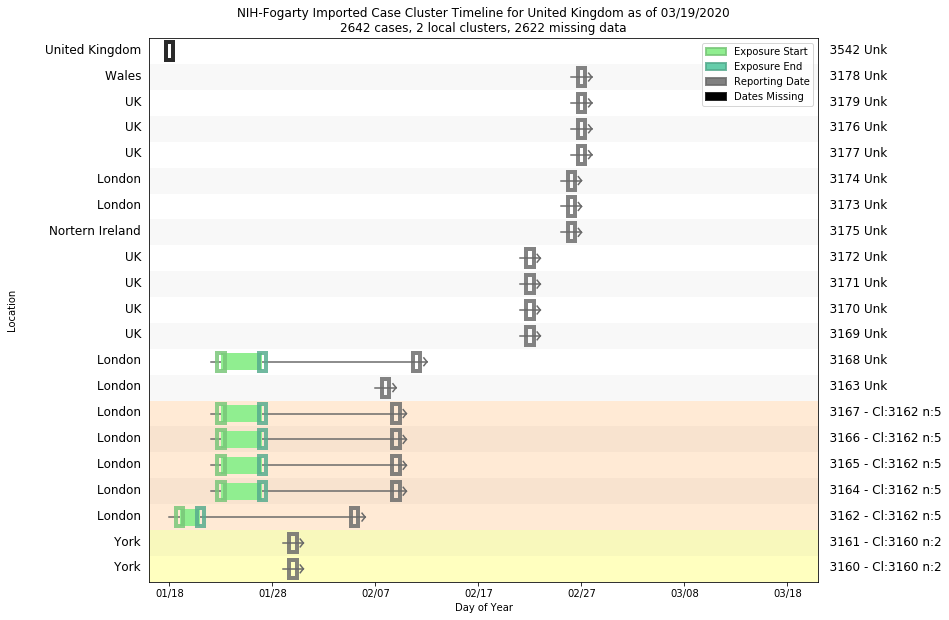 NIH-Fogarty Imported Case Cluster Timeline for United Kingdom as of 03/19/2020
2642 cases, 2 local clusters, 2622 missing data
Exposure Start
Exposure End
Reporting Date
Dates Missing
United Kingdom 3542 Unk
Wales 3178 Unk
UK 3179 Unk
UK 3176 Unk
UK 3177 Unk
London 3174 Unk
London 3173 Unk
Nortern Ireland 3175 Unk
UK 3172 Unk
UK 3171 Unk
UK 3170 Unk
UK 3169 Unk
London 3168 Unk
London 3163 Unk
London 3167 - Cl:3162 n:5
London 3166 - Cl:3162 n:5
London 3165 - Cl:3162 n:5
London 3164 - Cl:3162 n:5
London 3162 - Cl:3162 n:5
York 3161 - Cl:3160 n:2
York 3160 - Cl:3160 n:2
Location
01/18 01/28 02/07 02/17 02/27 03/08 03/18
Day of Year